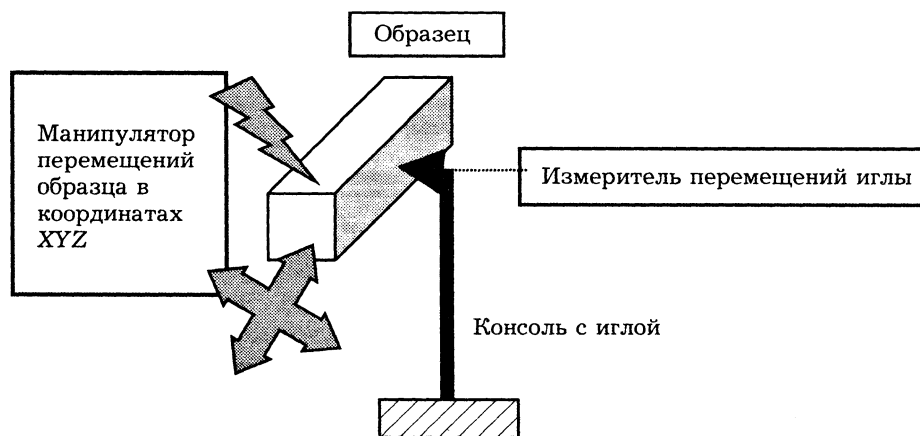 Образец
Манипулятор
перемещений
образца в
координатах
XYZ
Измеритель перемещений иглы
Консоль с иглой